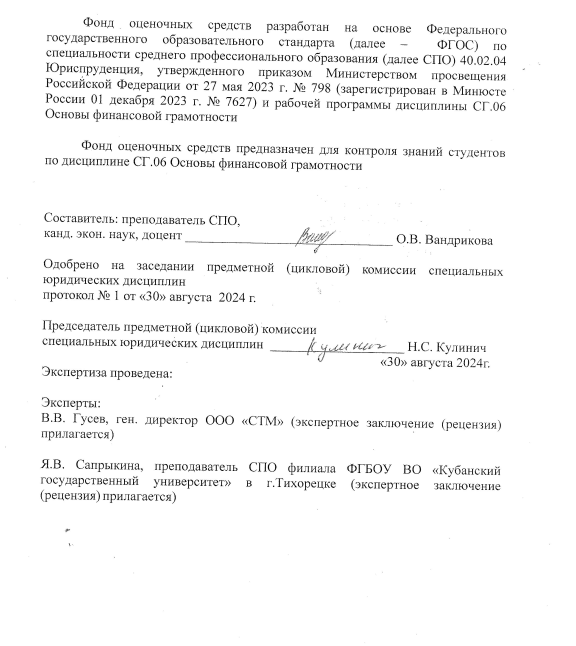 Фонд оценочных средств разработан на основе Федерального
государственного образовательного стандарта (далее – ФГОС) по
специальности среднего профессионального образования (далее СПО) 40.02.04
Юриспруденция, утвержденного приказом Министерством просвещения
Российской Федерации от 27 мая 2023 г. № 798 (зарегистрирован в Минюсте
России 01 декабря 2023 г. № 7627) и рабочей программы дисциплины СГ.06
Основы финансовой грамотности
Фонд оценочных средств предназначен для контроля знаний студентов
по дисциплине СГ.06 Основы финансовой грамотности
Составитель: преподаватель СПО,
канд. экон. наук, доцент О.В. Вандрикова
Одобрено на заседании предметной (цикловой) комиссии специальных
юридических дисциплин
протокол № 1 от «30» августа 2024 г.
Председатель предметной (цикловой) комиссии
специальных юридических дисциплин Кулинич Н.С. Кулинич
«30» августа 2024г.
Экспертиза проведена:
Эксперты:
В.В. Гусев, ген. директор ООО «СТМ» (экспертное заключение (рецензия)
прилагается)
Я.В. Сапрыкина, преподаватель СПО филиала ФГБОУ ВО «Кубанский
государственный университет» в г.Тихорецке (экспертное заключение
(рецензия) прилагается)